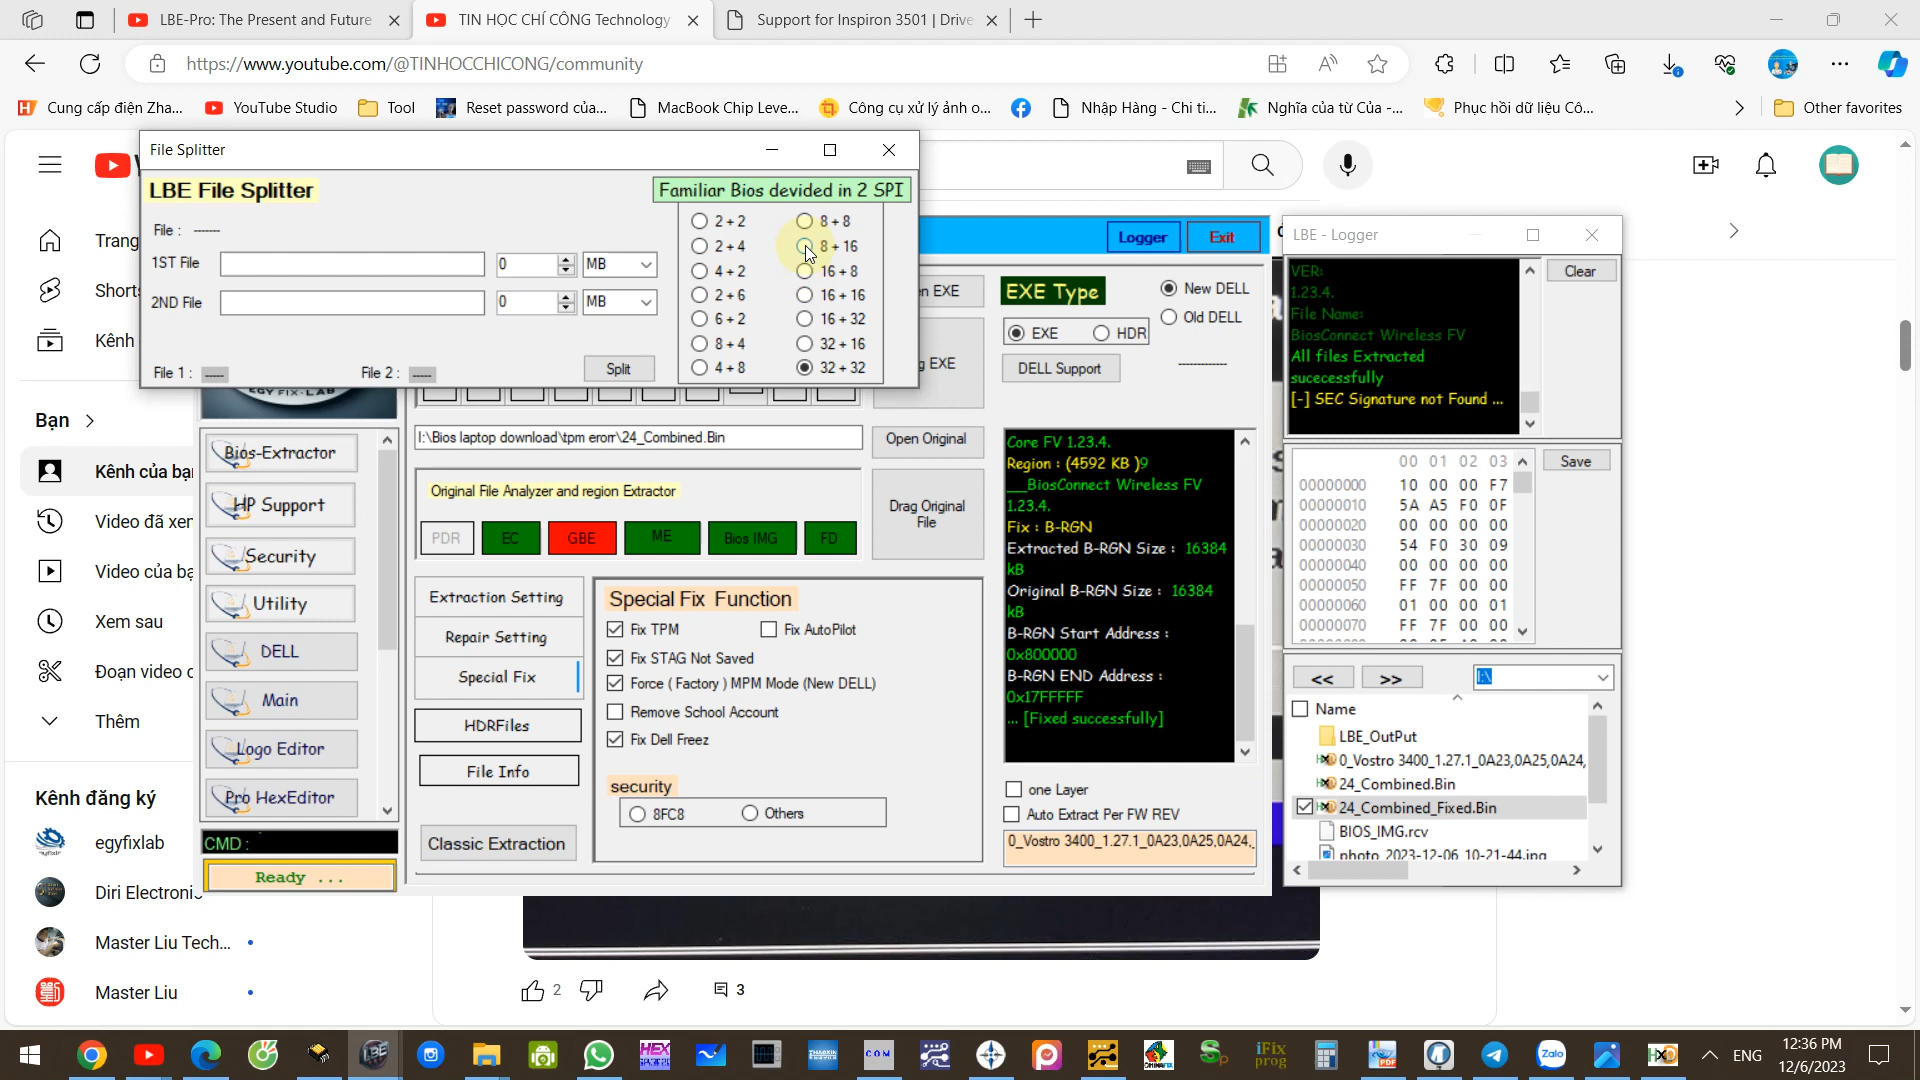 LBE-Pro: The Present and Future
TIN HỌC CHÍ CÔNG Technology
Support for Inspiron 3501 | Drive
https://www.youtube.com/@TINHOCCHICONG/community
Cung cấp điện Zha...
YouTube Studio
Tool
Reset password của...
MacBook Chip Leve...
Công cụ xử lý ảnh o...
Nhập Hàng - Chi ti...
Nghĩa của từ Của -...
Phục hồi dữ liệu Cô...
Other favorites
File Splitter
LBE File Splitter
Familiar Bios devided in 2 SPI
File : -------
1ST File
0
MB
2ND File
0
MB
2 + 2
8 + 8
2 + 4
8 + 16
4 + 2
16 + 8
2 + 6
16 + 16
6 + 2
16 + 32
8 + 4
32 + 16
4 + 8
32 + 32
File 1 : -----
File 2 : -----
Split
Trang
Shorts
Kênh
Bạn
Kênh của bạ
Video đã xem
Video của bạ
Xem sau
Đoạn video c
Thêm
Kênh đăng ký
egyfixlab
Diri Electronic
Master Liu Tech...
Master Liu
Logger
Exit
EXE Type
EXE
HDR
New DELL
Old DELL
DELL Support
------------
EGY FIX-LAB
Bios-Extractor
HP Support
Security
Utility
DELL
Main
Logo Editor
Pro HexEditor
CMD :
Ready ...
I:\Bios laptop download\tpm erorr\24_Combined.Bin
Open Original
Original File Analyzer and region Extractor
PDR
EC
GBE
ME
Bios IMG
FD
Drag Original
File
Extraction Setting
Repair Setting
Special Fix
HDRFiles
File Info
Classic Extraction
Special Fix Function
Fix TPM
Fix AutoPilot
Fix STAG Not Saved
Force ( Factory ) MPM Mode (New DELL)
Remove School Account
Fix Dell Freez
security
8FC8
Others
Core FV 1.23.4.
Region : (4592 KB )9
__BiosConnect Wireless FV
1.23.4.
Fix : B-RGN
Extracted B-RGN Size : 16384
kB
Original B-RGN Size : 16384
kB
B-RGN Start Address :
0x800000
B-RGN END Address :
0x17FFFFF
... [Fixed successfully]
one Layer
Auto Extract Per FW REV
0_Vostro 3400_1.27.1_0A23,0A25,0A24,_
LBE - Logger
VER:
1.23.4.
File Name:
BiosConnect Wireless FV
All files Extracted
sucecessfully
[-] SEC Signature not Found ...
Clear
00 01 02 03
00000000 10 00 00 F7
00000010 5A A5 F0 0F
00000020 00 00 00 00
00000030 54 F0 30 09
00000040 00 00 00 00
00000050 FF 7F 00 00
00000060 01 00 00 01
00000070 FF 7F 00 00
Save
<<
>>
I:\
Name
LBE_OutPut
0_Vostro 3400_1.27.1_0A23,0A25,0A24,
24_Combined.Bin
24_Combined_Fixed.Bin
BIOS_IMG.rcv
photo_2023-12-06_10-21-44.jpg
2
3
ENG
12:36 PM
12/6/2023